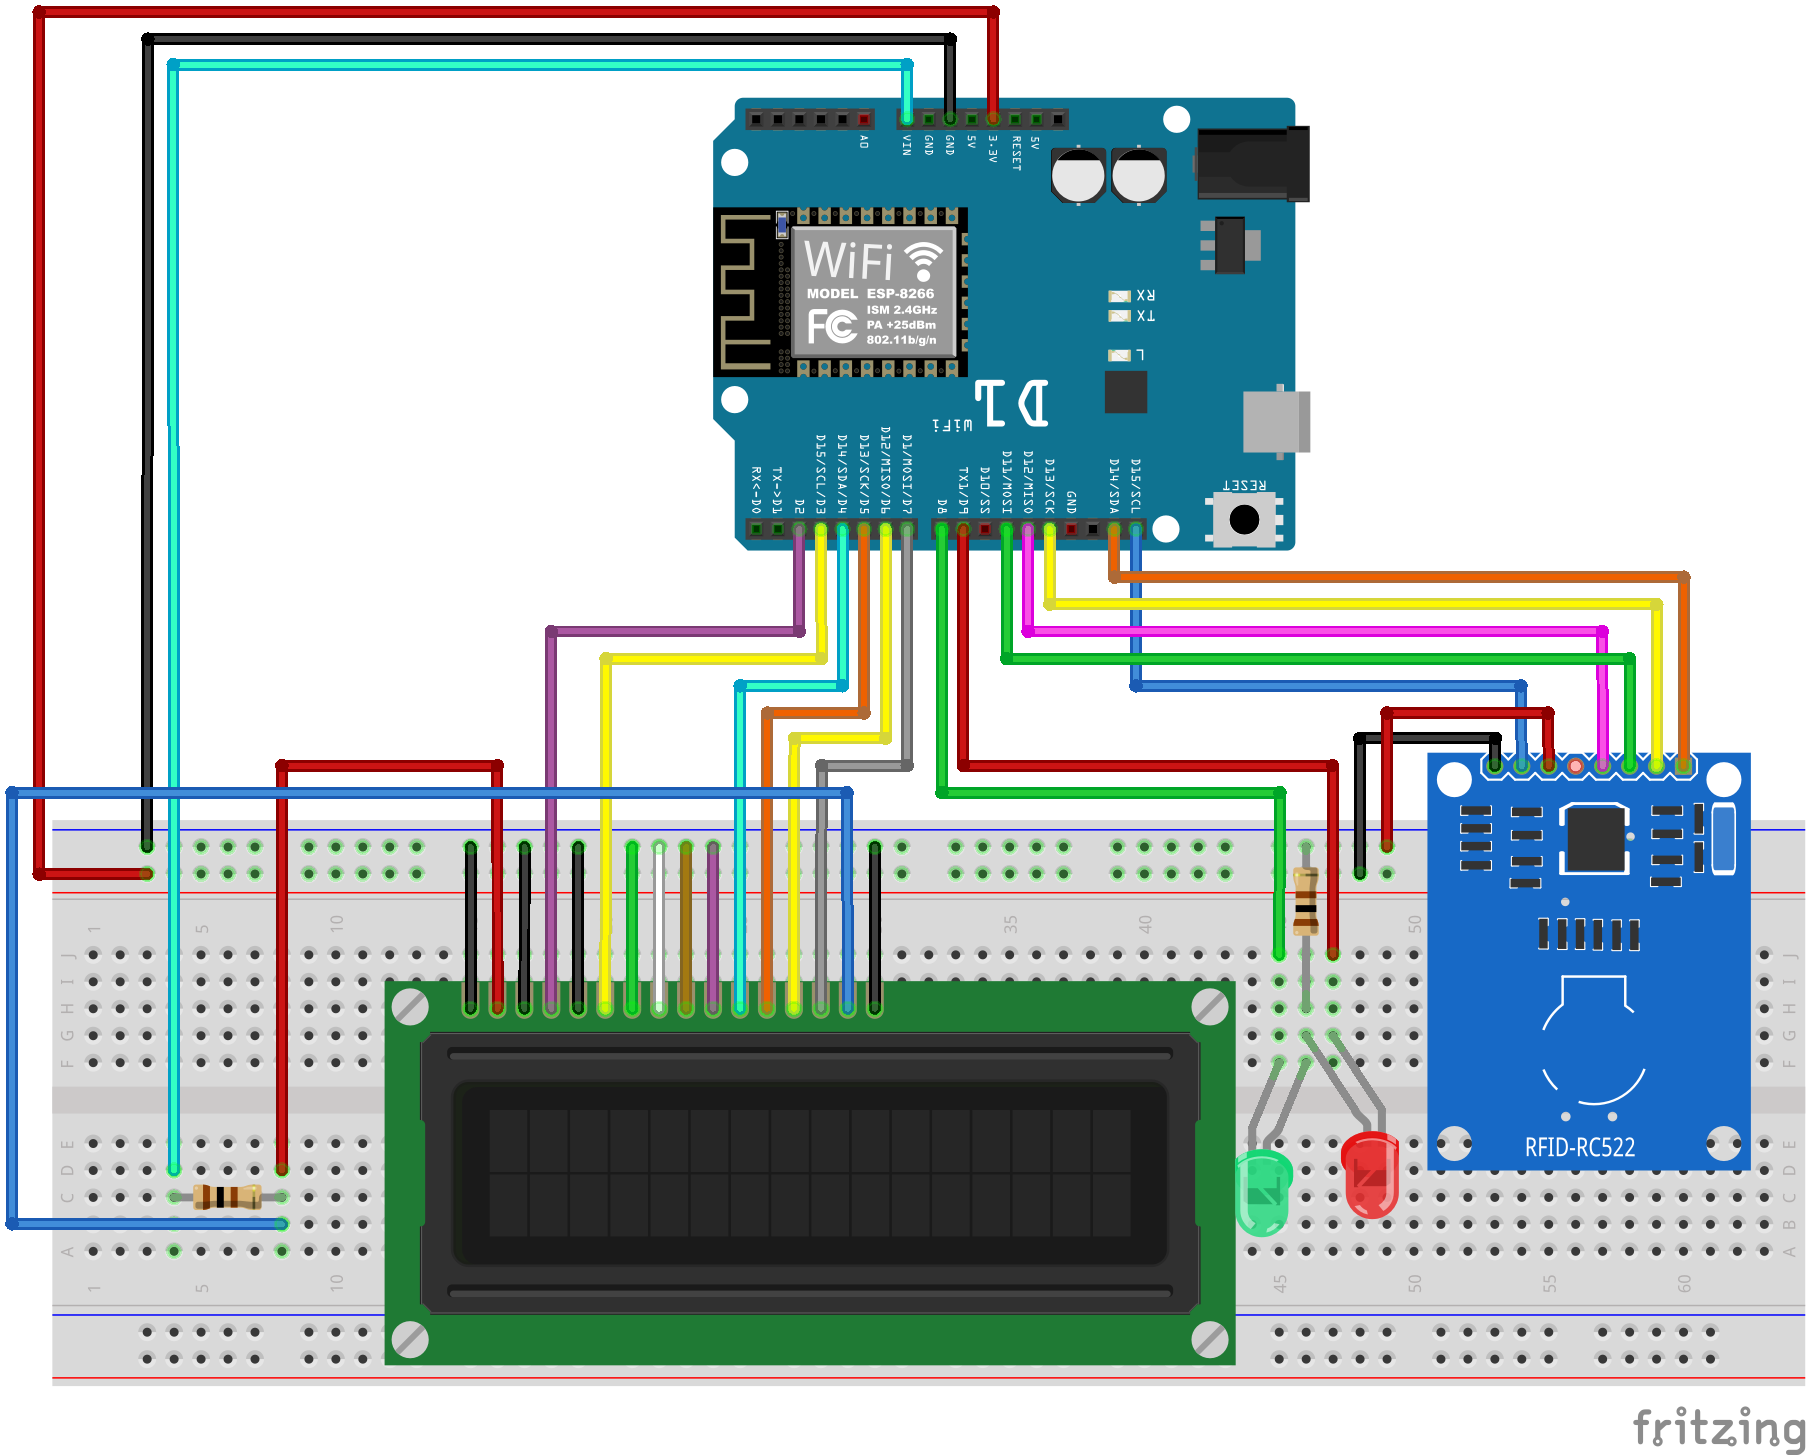 A0
VIN
GND
GND
5V
3.3V
RESET
5V
WiFi
MODEL ESP-8266
ISM 2.4GHz
FC PA +25dBm
802.11b/g/n
RX
TX
L
D1
WiFi
RESET
RX<-D0
TX->D1
D2
D15/SCL/D3
D14/SDA/D4
D13/SCK/D5
D12/MISO/D6
D1/MOSI/D7
D8
TX1/D9
D10/SS
D11/MOSI
D12/MISO
D13/SCK
GND
D14/SDA
D15/SCL
1 5 10 35 40 50
J J
I I
H H
G G
F F
RFID-RC522
E E
D D
C C
B B
A A
1 5 10 45 50 55 60
fritzing